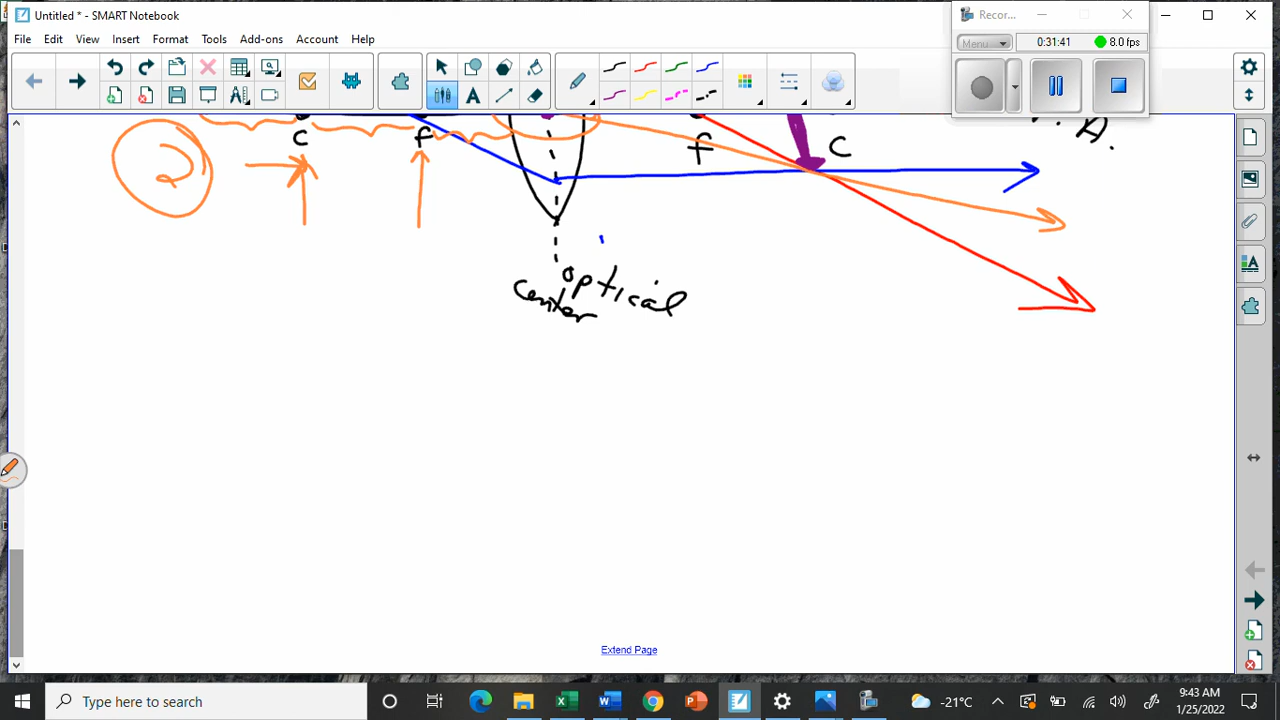 Untitled * - SMART Notebook
Recor...
File Edit View Insert Format Tools Add-ons Account Help
Menu
0:31:41
8.0 fps
c f f C P. A.
2
optical
center
Extend Page
Type here to search
-21°C
9:43 AM
1/25/2022